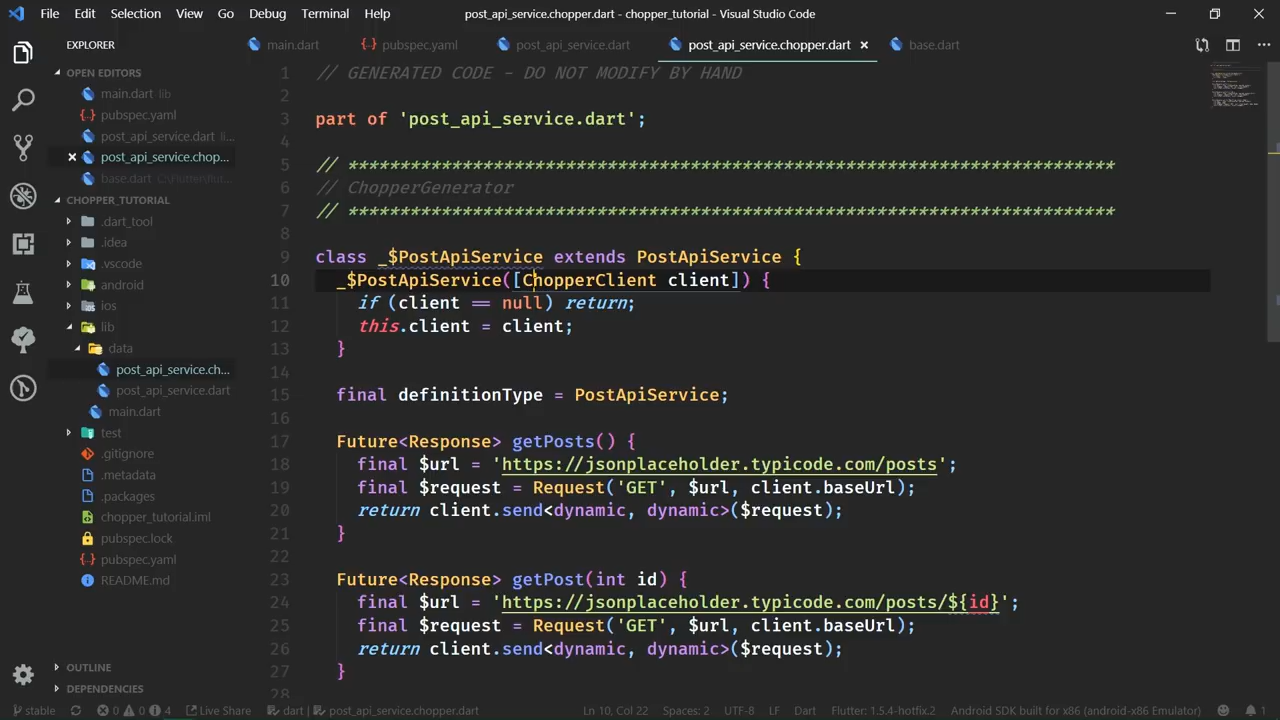 File Edit Selection View Go Debug Terminal Help
post_api_service.chopper.dart - chopper_tutorial - Visual Studio Code
EXPLORER
main.dart
pubspec.yaml
post_api_service.dart
post_api_service.chopper.dart
base.dart
OPEN EDITORS
main.dart lib
pubspec.yaml
post_api_service.dart li...
post_api_service.chop...
base.dart C:\Flutter\flut...
CHOPPER_TUTORIAL
.dart_tool
.idea
.vscode
android
ios
lib
data
post_api_service.ch...
post_api_service.dart
main.dart
test
.gitignore
.metadata
.packages
chopper_tutorial.iml
pubspec.lock
pubspec.yaml
README.md
OUTLINE
DEPENDENCIES
1 // GENERATED CODE - DO NOT MODIFY BY HAND
2
3 part of 'post_api_service.dart';
4
5 // **************************************************************************
6 // ChopperGenerator
7 // **************************************************************************
8
9 class _$PostApiService extends PostApiService {
10 _$PostApiService([ChopperClient client]) {
11 if (client == null) return;
12 this.client = client;
13 }
14
15 final definitionType = PostApiService;
16
17 Future<Response> getPosts() {
18 final $url = 'https://jsonplaceholder.typicode.com/posts';
19 final $request = Request('GET', $url, client.baseUrl);
20 return client.send<dynamic, dynamic>($request);
21 }
22
23 Future<Response> getPost(int id) {
24 final $url = 'https://jsonplaceholder.typicode.com/posts/${id}';
25 final $request = Request('GET', $url, client.baseUrl);
26 return client.send<dynamic, dynamic>($request);
27 }
28
stable 0 0 4 Live Share dart | post_api_service.chopper.dart Ln 10, Col 22 Spaces: 2 UTF-8 LF Dart Flutter: 1.5.4-hotfix.2 Android SDK built for x86 (android-x86 Emulator) 1